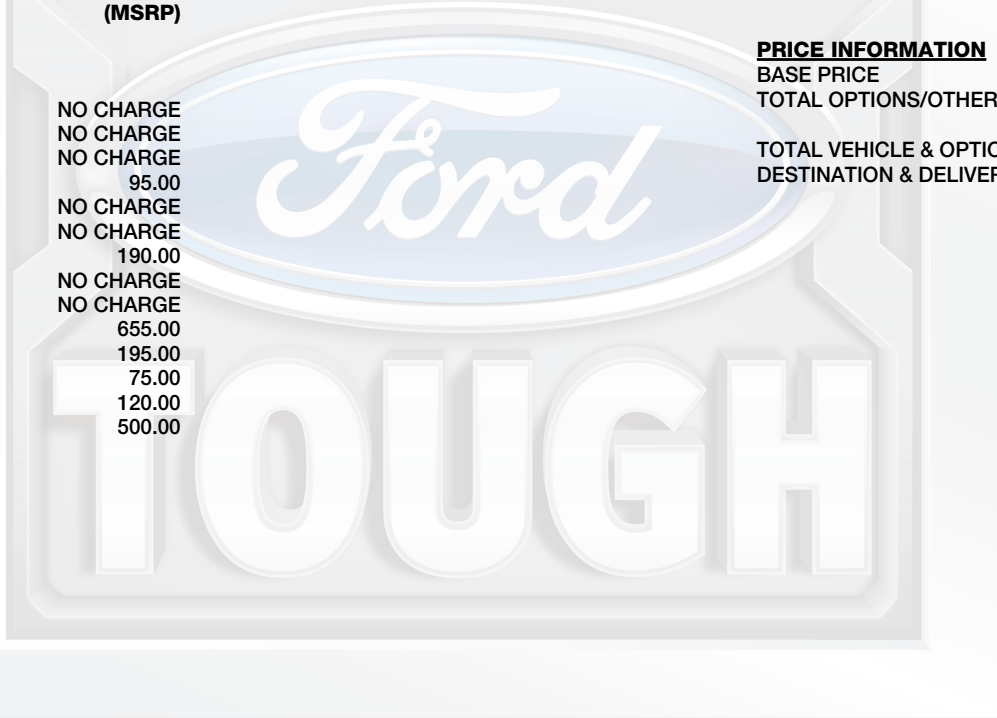 (MSRP)
NO CHARGE
NO CHARGE
NO CHARGE
95.00
NO CHARGE
NO CHARGE
190.00
NO CHARGE
NO CHARGE
655.00
195.00
75.00
120.00
500.00
PRICE INFORMATION
BASE PRICE
TOTAL OPTIONS/OTHER
TOTAL VEHICLE & OPTIO
DESTINATION & DELIVER
Ford
TOUGH